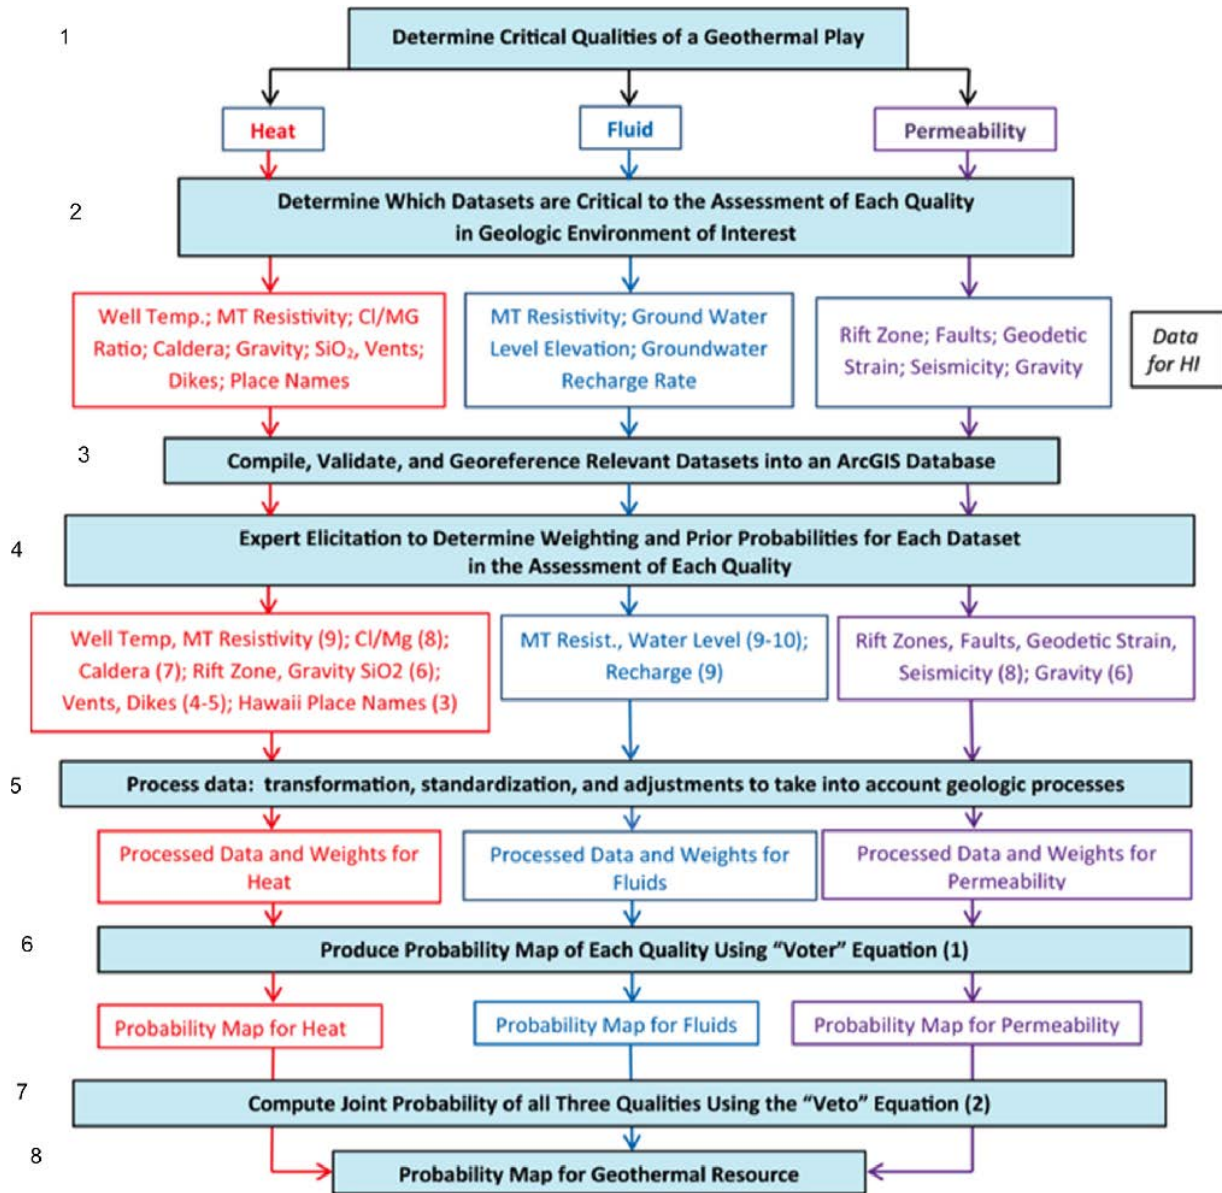 1
Determine Critical Qualities of a Geothermal Play
Heat
Fluid
Permeability
2
Determine Which Datasets are Critical to the Assessment of Each Quality
in Geologic Environment of Interest
Well Temp.; MT Resistivity; Cl/MG
Ratio; Caldera; Gravity; SiO₂, Vents;
Dikes; Place Names
MT Resistivity; Ground Water
Level Elevation; Groundwater
Recharge Rate
Rift Zone; Faults; Geodetic
Strain; Seismicity; Gravity
Data
for HI
3
Compile, Validate, and Georeference Relevant Datasets into an ArcGIS Database
4
Expert Elicitation to Determine Weighting and Prior Probabilities for Each Dataset
in the Assessment of Each Quality
Well Temp, MT Resistivity (9); Cl/Mg (8);
Caldera (7); Rift Zone, Gravity SiO2 (6);
Vents, Dikes (4-5); Hawaii Place Names (3)
MT Resist., Water Level (9-10);
Recharge (9)
Rift Zones, Faults, Geodetic Strain,
Seismicity (8); Gravity (6)
5
Process data: transformation, standardization, and adjustments to take into account geologic processes
Processed Data and Weights for
Heat
Processed Data and Weights for
Fluids
Processed Data and Weights for
Permeability
6
Produce Probability Map of Each Quality Using “Voter” Equation (1)
Probability Map for Heat
Probability Map for Fluids
Probability Map for Permeability
7
Compute Joint Probability of all Three Qualities Using the “Veto” Equation (2)
8
Probability Map for Geothermal Resource